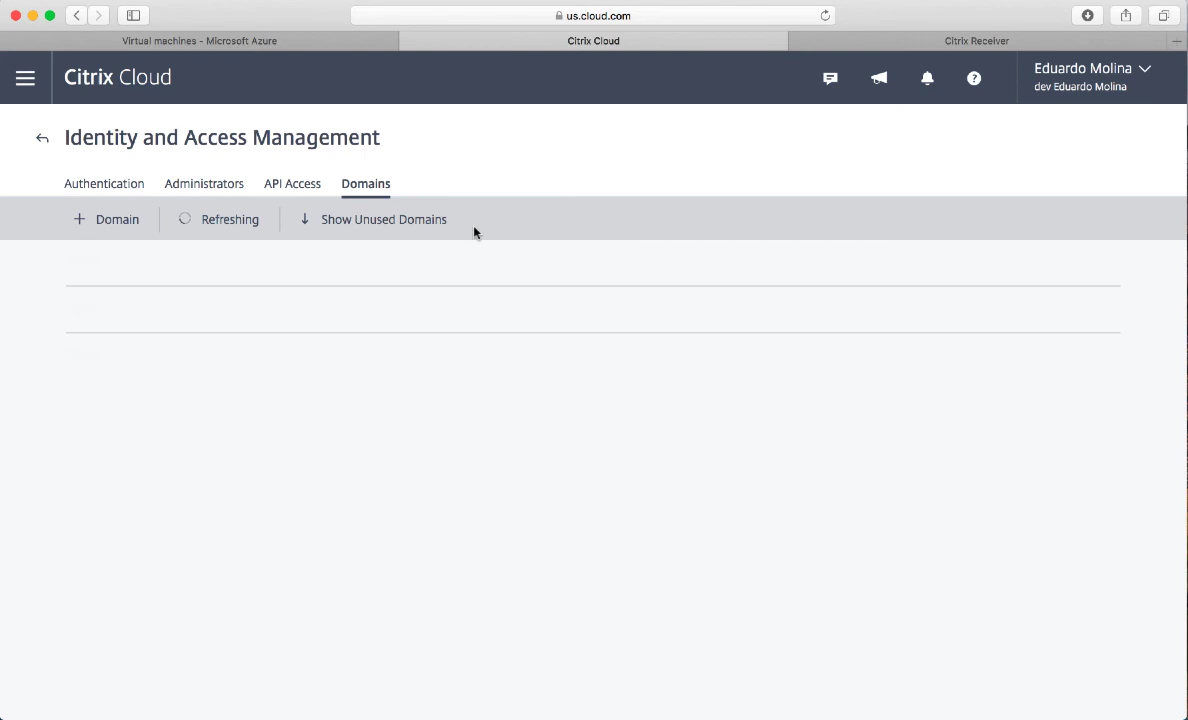 us.cloud.com
Virtual machines - Microsoft Azure
Citrix Cloud
Citrix Receiver
Citrix Cloud
Eduardo Molina
dev Eduardo Molina
Identity and Access Management
Authentication
Administrators
API Access
Domains
+ Domain
Refreshing
Show Unused Domains